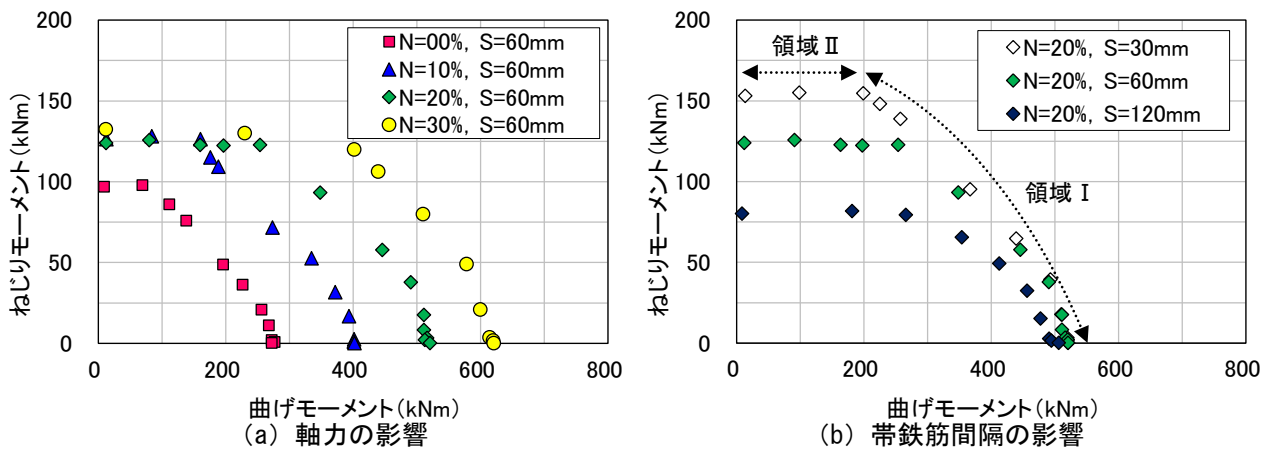 200
150
100
50
0
ねじりモーメント(kNm)
N=00%, S=60mm
N=10%, S=60mm
N=20%, S=60mm
N=30%, S=60mm
0 200 400 600 800
曲げモーメント(kNm)
(a) 軸力の影響
200
150
100
50
0
ねじりモーメント(kNm)
領域Ⅱ
N=20%, S=30mm
N=20%, S=60mm
N=20%, S=120mm
領域Ⅰ
0 200 400 600 800
曲げモーメント(kNm)
(b) 帯鉄筋間隔の影響